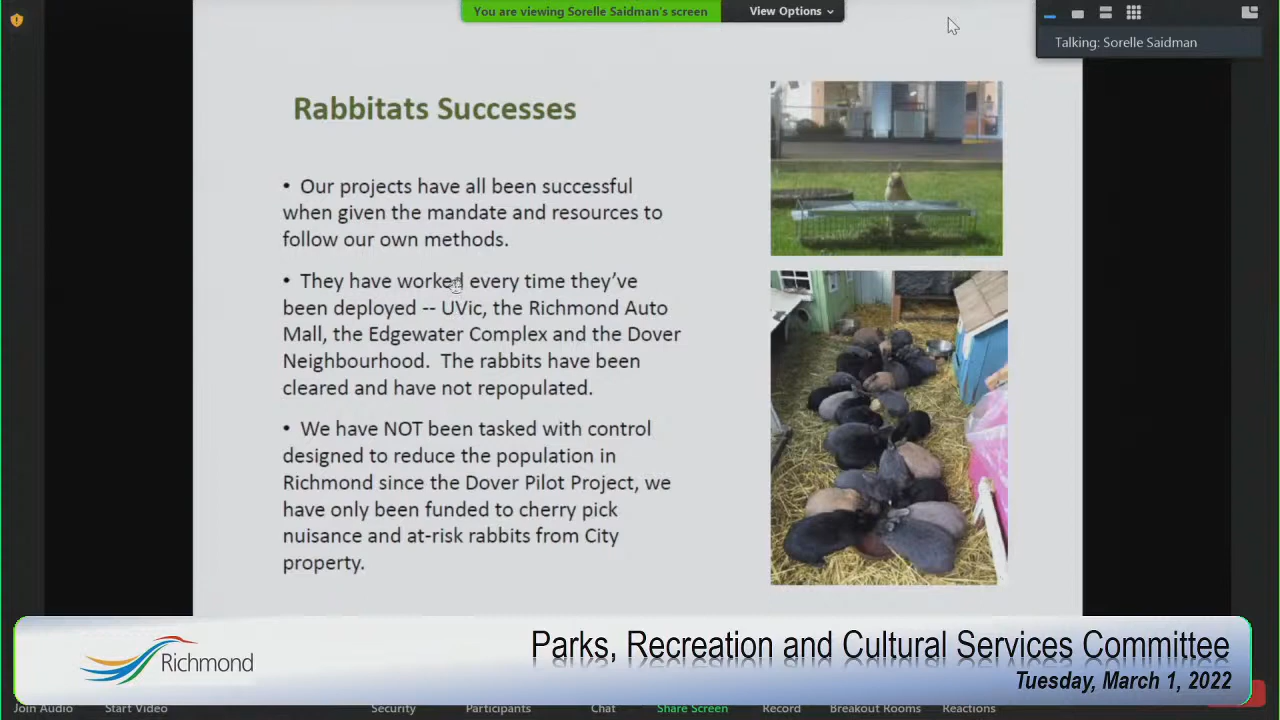 You are viewing Sorelle Saidman's screen
View Options
Talking: Sorelle Saidman
Rabbitats Successes
• Our projects have all been successful
when given the mandate and resources to
follow our own methods.
• They have worked every time they've
been deployed -- UVic, the Richmond Auto
Mall, the Edgewater Complex and the Dover
Neighbourhood. The rabbits have been
cleared and have not repopulated.
• We have NOT been tasked with control
designed to reduce the population in
Richmond since the Dover Pilot Project, we
have only been funded to cherry pick
nuisance and at-risk rabbits from City
property.
Richmond
Parks, Recreation and Cultural Services Committee
Tuesday, March 1, 2022
Join Audio Start Video Security Participants Chat Share Screen Record Breakout Rooms Reactions